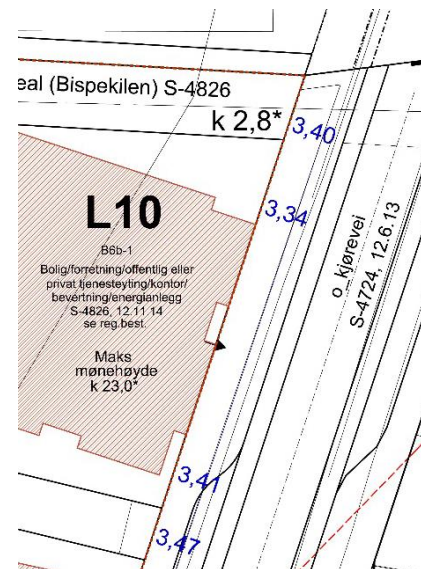 eal (Bispekilen) S-4826
k 2,8*
3,40
3,34
L10
B6b-1
Bolig/forretning/offentlig eller
privat tjenesteyting/kontor/
bevertning/energianlegg
S-4826, 12.11.14
se reg.best.
Maks
mønehøyde
k 23,0*
o_kjørevei
S-4724, 12.6.13
3,41
3,47